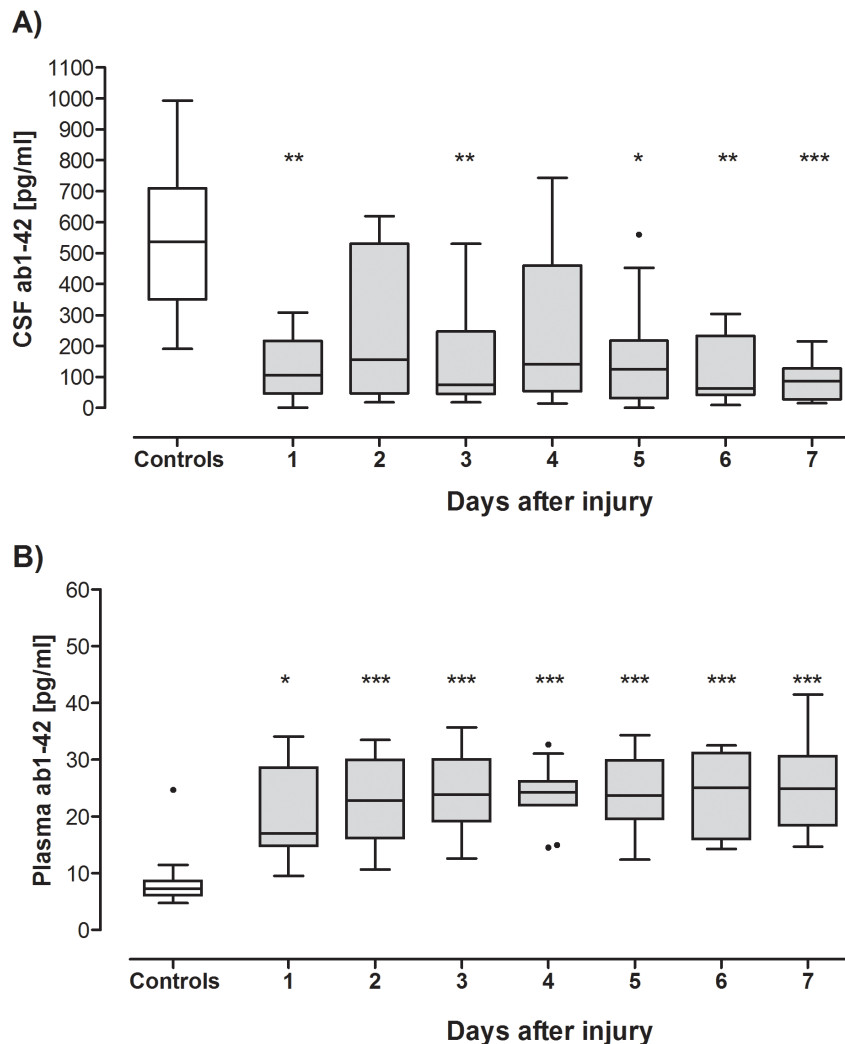 A)
1100
1000
900
800
700
600
500
400
300
200
100
0
CSF ab1-42 [pg/ml]
** ** * ** ***
Controls 1 2 3 4 5 6 7
Days after injury
B)
60
50
40
30
20
10
0
Plasma ab1-42 [pg/ml]
* *** *** *** *** *** ***
Controls 1 2 3 4 5 6 7
Days after injury